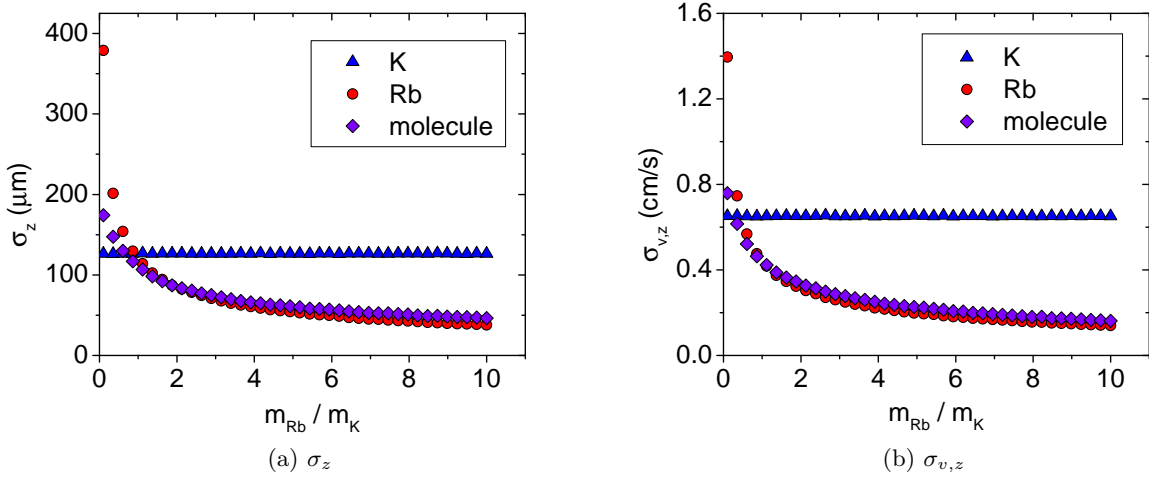 400
300
200
100
0
σz (μm)
K
Rb
molecule
0 2 4 6 8 10
mRb / mK
(a) σz
1.6
1.2
0.8
0.4
0.0
σv,z (cm/s)
K
Rb
molecule
0 2 4 6 8 10
mRb / mK
(b) σv,z